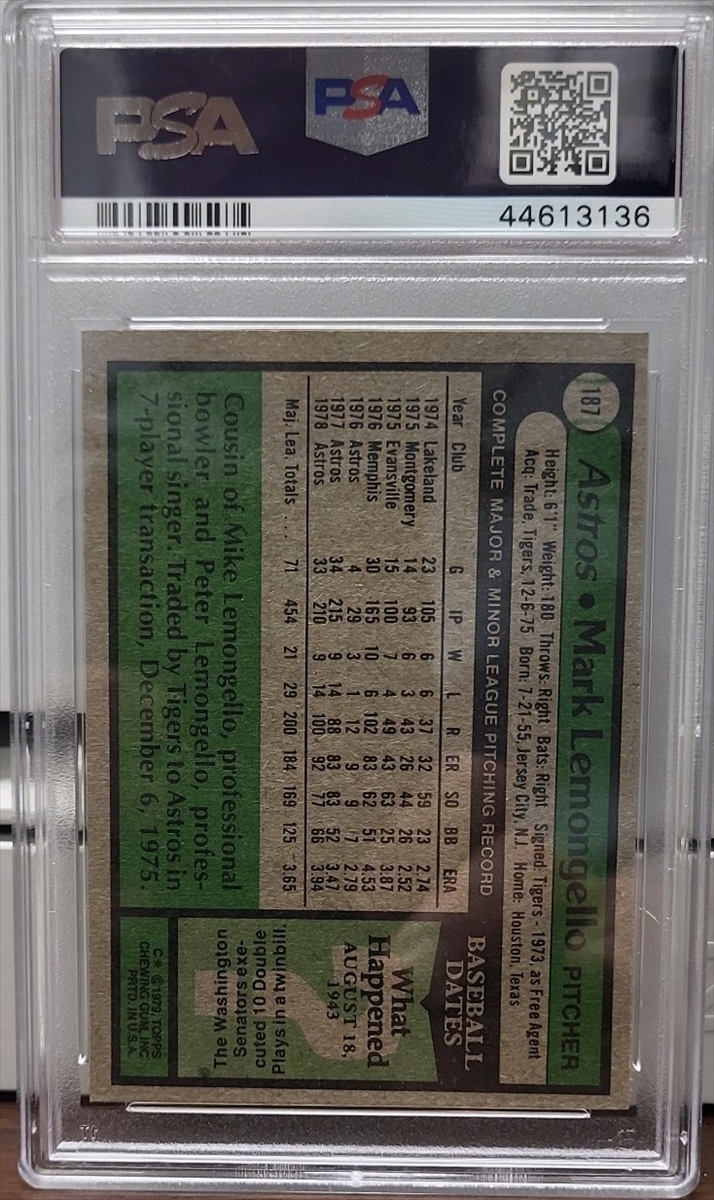 PSA
PSA
44613136
187
Astros • Mark Lemongello PITCHER
Height: 6'1" Weight: 180 Throws: Right Bats: Right Signed: Tigers - 1973, as Free Agent
Acq: Trade, Tigers, 12-6-75 Born: 7-21-55, Jersey City, N.J. Home: Houston, Texas
COMPLETE MAJOR & MINOR LEAGUE PITCHING RECORD
Year Club G IP W L R ER SO BB ERA
1974 Lakeland 23 105 6 6 37 32 59 23 2.74
1975 Montgomery 14 93 6 3 43 26 44 26 2.52
1975 Evansville 15 100 7 4 49 43 63 25 3.87
1976 Memphis 30 165 10 6 102 83 62 51 4.53
1976 Astros 4 29 3 1 12 9 9 7 2.79
1977 Astros 34 215 9 14 88 83 83 52 3.47
1978 Astros 33 210 9 14 100 92 77 66 3.94
Maj. Lea. Totals .... 71 454 21 29 200 184 169 125 3.65
Cousin of Mike Lemongello, professional
bowler and Peter Lemongello, profes-
sional singer. Traded by Tigers to Astros in
7-player transaction, December 6, 1975.
BASEBALL
DATES
What
Happened
AUGUST 18,
1943
?
The Washington
Senators exe-
cuted 10 Double
Plays in a twinbill.
C* ©1979, TOPPS
CHEWING GUM, INC.
PRTD. IN U.S.A.